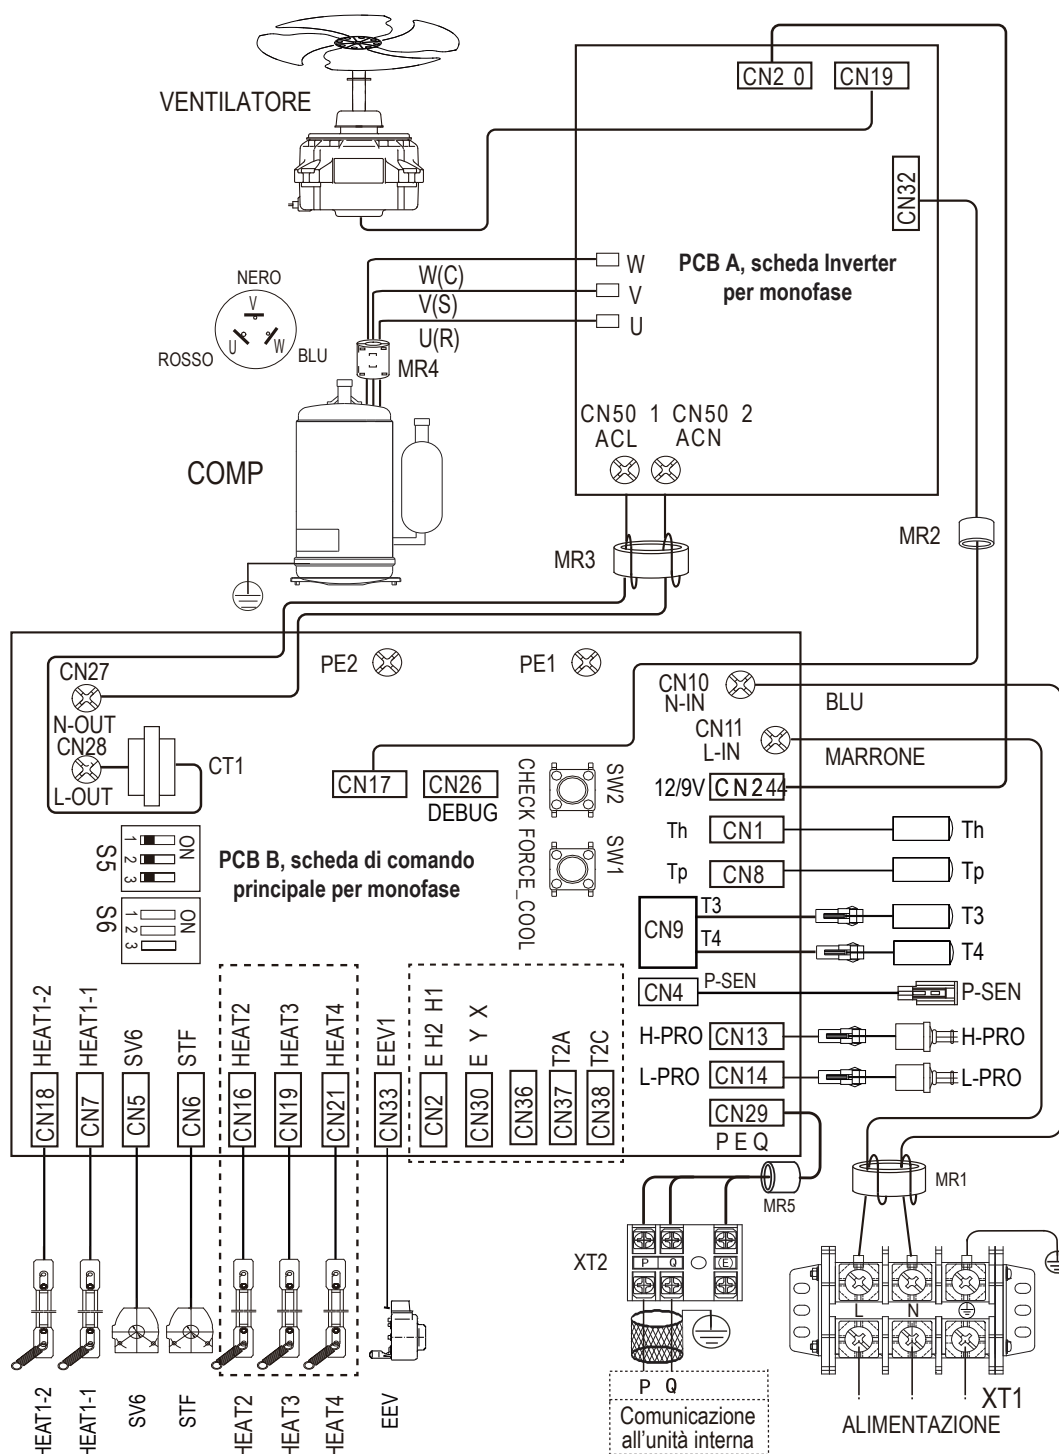 CN2 0
CN19
VENTILATORE
CN32
PCB A, scheda Inverter
per monofase
W
V
U
W(C)
V(S)
U(R)
NERO
V
U
W
ROSSO
BLU
MR4
CN50 1
ACL
CN50 2
ACN
COMP
MR3
MR2
CN27
N-OUT
CN28
L-OUT
CT1
PE2
PE1
CN10
N-IN
BLU
CN11
L-IN
MARRONE
CN17
CN26
DEBUG
CHECK FORCE_COOL
SW2
SW1
12/9V
CN244
Th
CN1
Th
Tp
CN8
Tp
S5
ON
1
2
3
S6
ON
1
2
3
PCB B, scheda di comando
principale per monofase
CN9
T3
T4
T3
T4
CN4
P-SEN
P-SEN
H-PRO
CN13
H-PRO
L-PRO
CN14
L-PRO
CN29
P E Q
HEAT1-2
CN18
HEAT1-1
CN7
SV6
CN5
STF
CN6
HEAT2
CN16
HEAT3
CN19
HEAT4
CN21
EEV1
CN33
E H2 H1
CN2
E Y X
CN30
CN36
T2A
CN37
T2C
CN38
MR5
MR1
XT2
P
Q
(E)
L
N
XT1
ALIMENTAZIONE
P Q
Comunicazione
all'unità interna
HEAT1-2
HEAT1-1
SV6
STF
HEAT2
HEAT3
HEAT4
EEV